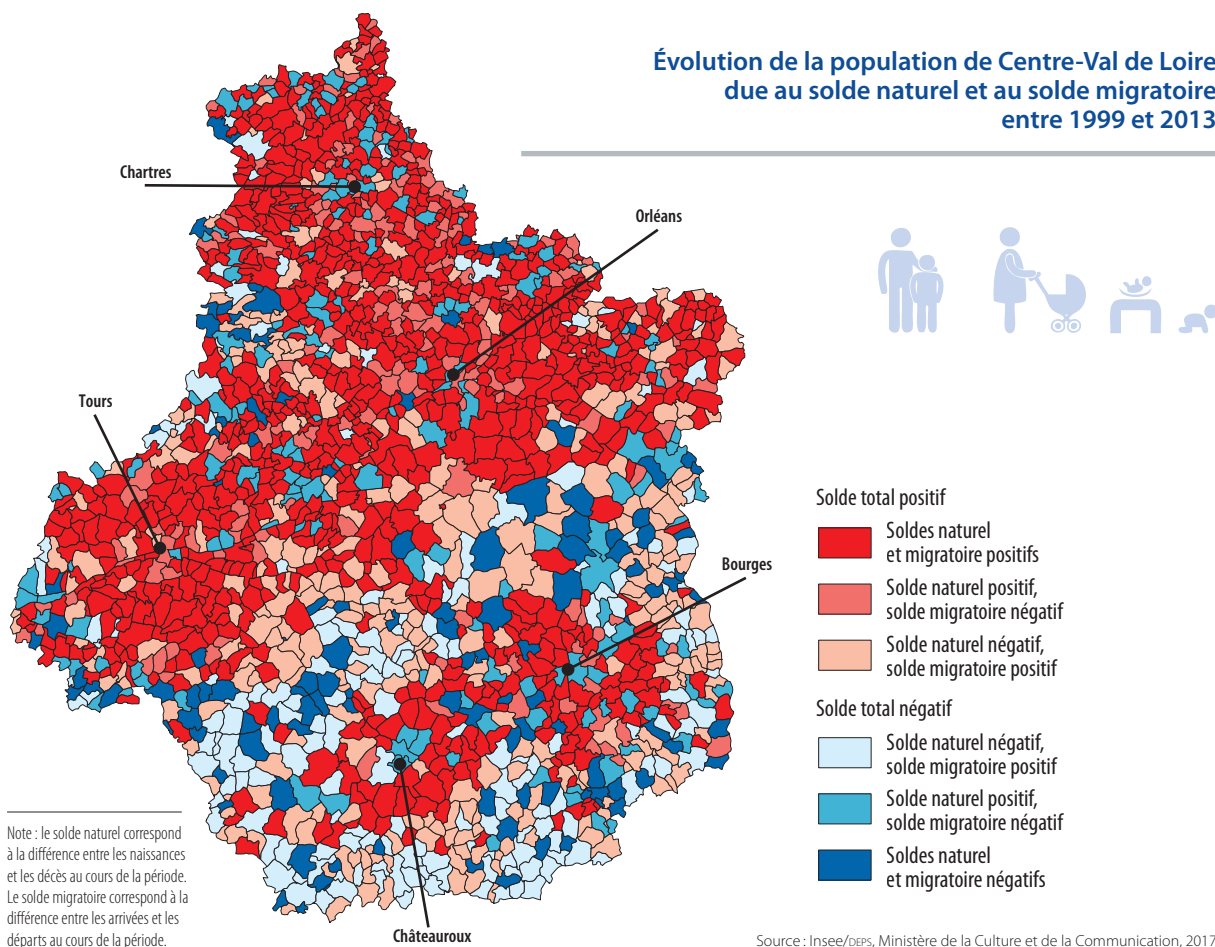 Évolution de la population de Centre-Val de Loire
due au solde naturel et au solde migratoire
entre 1999 et 2013
Chartres
Orléans
Tours
Bourges
Châteauroux
Solde total positif
Soldes naturel
et migratoire positifs
Solde naturel positif,
solde migratoire négatif
Solde naturel négatif,
solde migratoire positif
Solde total négatif
Solde naturel négatif,
solde migratoire positif
Solde naturel positif,
solde migratoire négatif
Soldes naturel
et migratoire négatifs
Note : le solde naturel correspond
à la différence entre les naissances
et les décès au cours de la période.
Le solde migratoire correspond à la
différence entre les arrivées et les
départs au cours de la période.
Source : Insee/DEPS, Ministère de la Culture et de la Communication, 2017